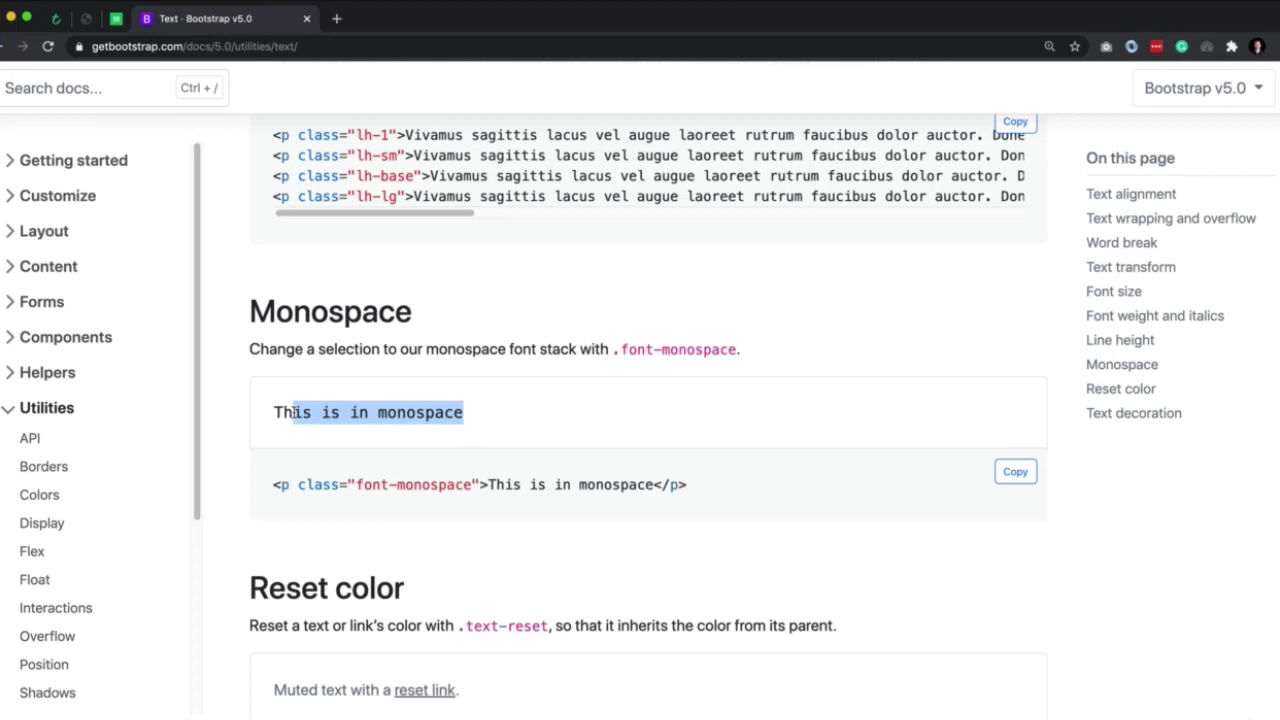 Text · Bootstrap v5.0
getbootstrap.com/docs/5.0/utilities/text/
Search docs... Ctrl + /
Bootstrap v5.0
Getting started
Customize
Layout
Content
Forms
Components
Helpers
Utilities
API
Borders
Colors
Display
Flex
Float
Interactions
Overflow
Position
Shadows
Copy
<p class="lh-1">Vivamus sagittis lacus vel augue laoreet rutrum faucibus dolor auctor. Done
<p class="lh-sm">Vivamus sagittis lacus vel augue laoreet rutrum faucibus dolor auctor. Don
<p class="lh-base">Vivamus sagittis lacus vel augue laoreet rutrum faucibus dolor auctor. D
<p class="lh-lg">Vivamus sagittis lacus vel augue laoreet rutrum faucibus dolor auctor. Don
Monospace
Change a selection to our monospace font stack with .font-monospace.
This is in monospace
Copy
<p class="font-monospace">This is in monospace</p>
Reset color
Reset a text or link's color with .text-reset, so that it inherits the color from its parent.
Muted text with a reset link.
On this page
Text alignment
Text wrapping and overflow
Word break
Text transform
Font size
Font weight and italics
Line height
Monospace
Reset color
Text decoration